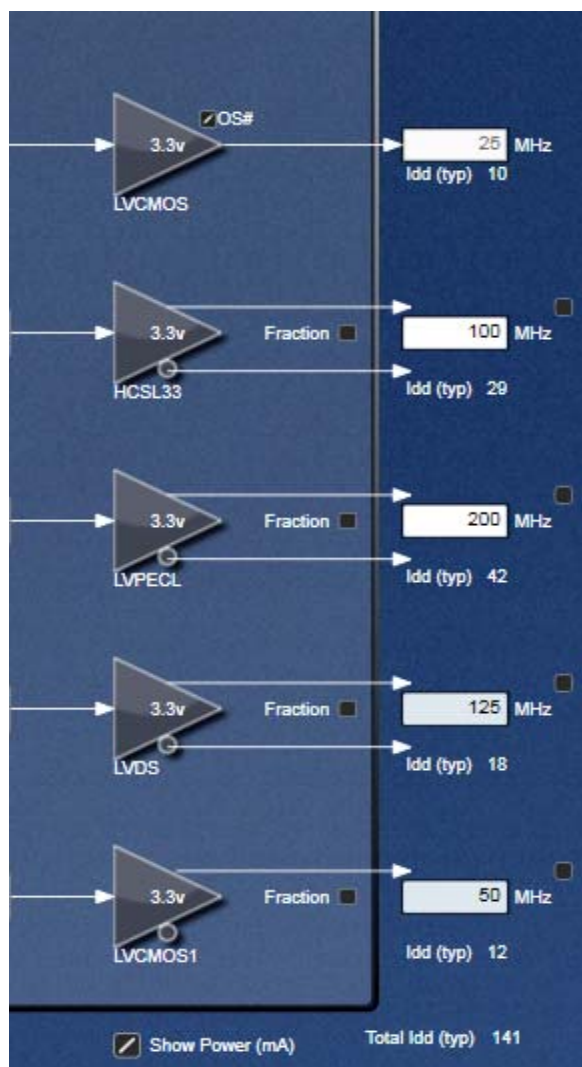 OS#
3.3v
25 MHz
Idd (typ) 10
LVCMOS
3.3v
Fraction
100 MHz
Idd (typ) 29
HCSL33
3.3v
Fraction
200 MHz
Idd (typ) 42
LVPECL
3.3v
Fraction
125 MHz
Idd (typ) 18
LVDS
3.3v
Fraction
50 MHz
Idd (typ) 12
LVCMOS1
Show Power (mA)
Total Idd (typ) 141